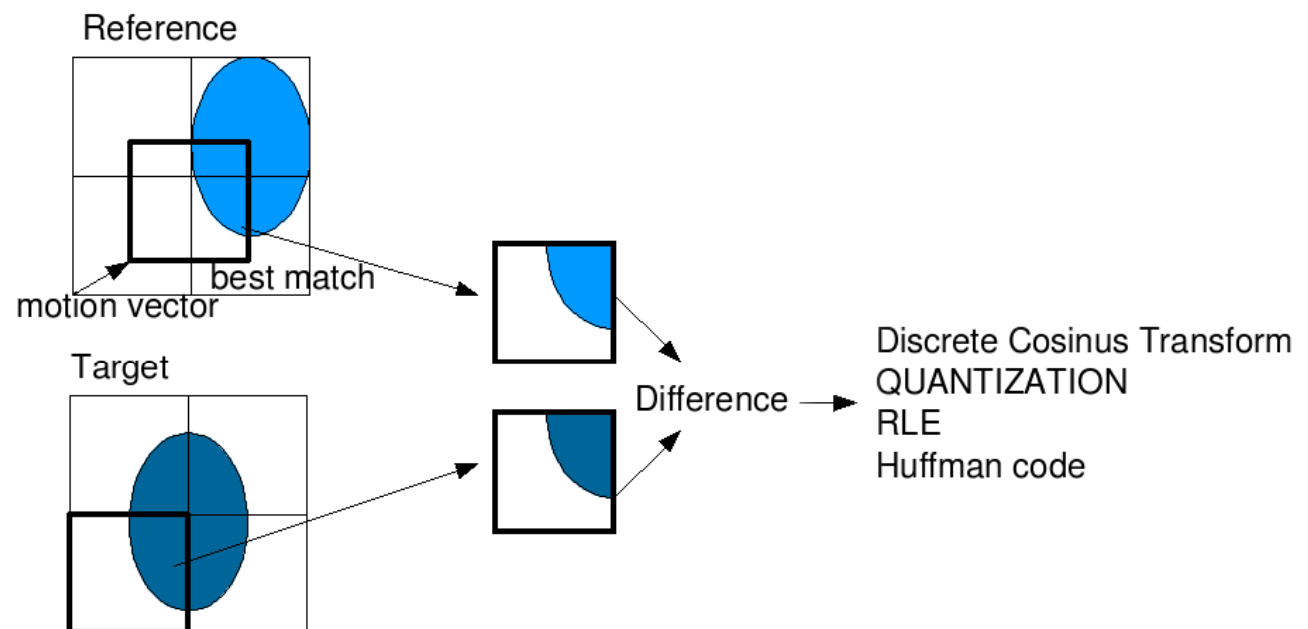 Reference
best match
motion vector
Target
Difference
Discrete Cosinus Transform
QUANTIZATION
RLE
Huffman code